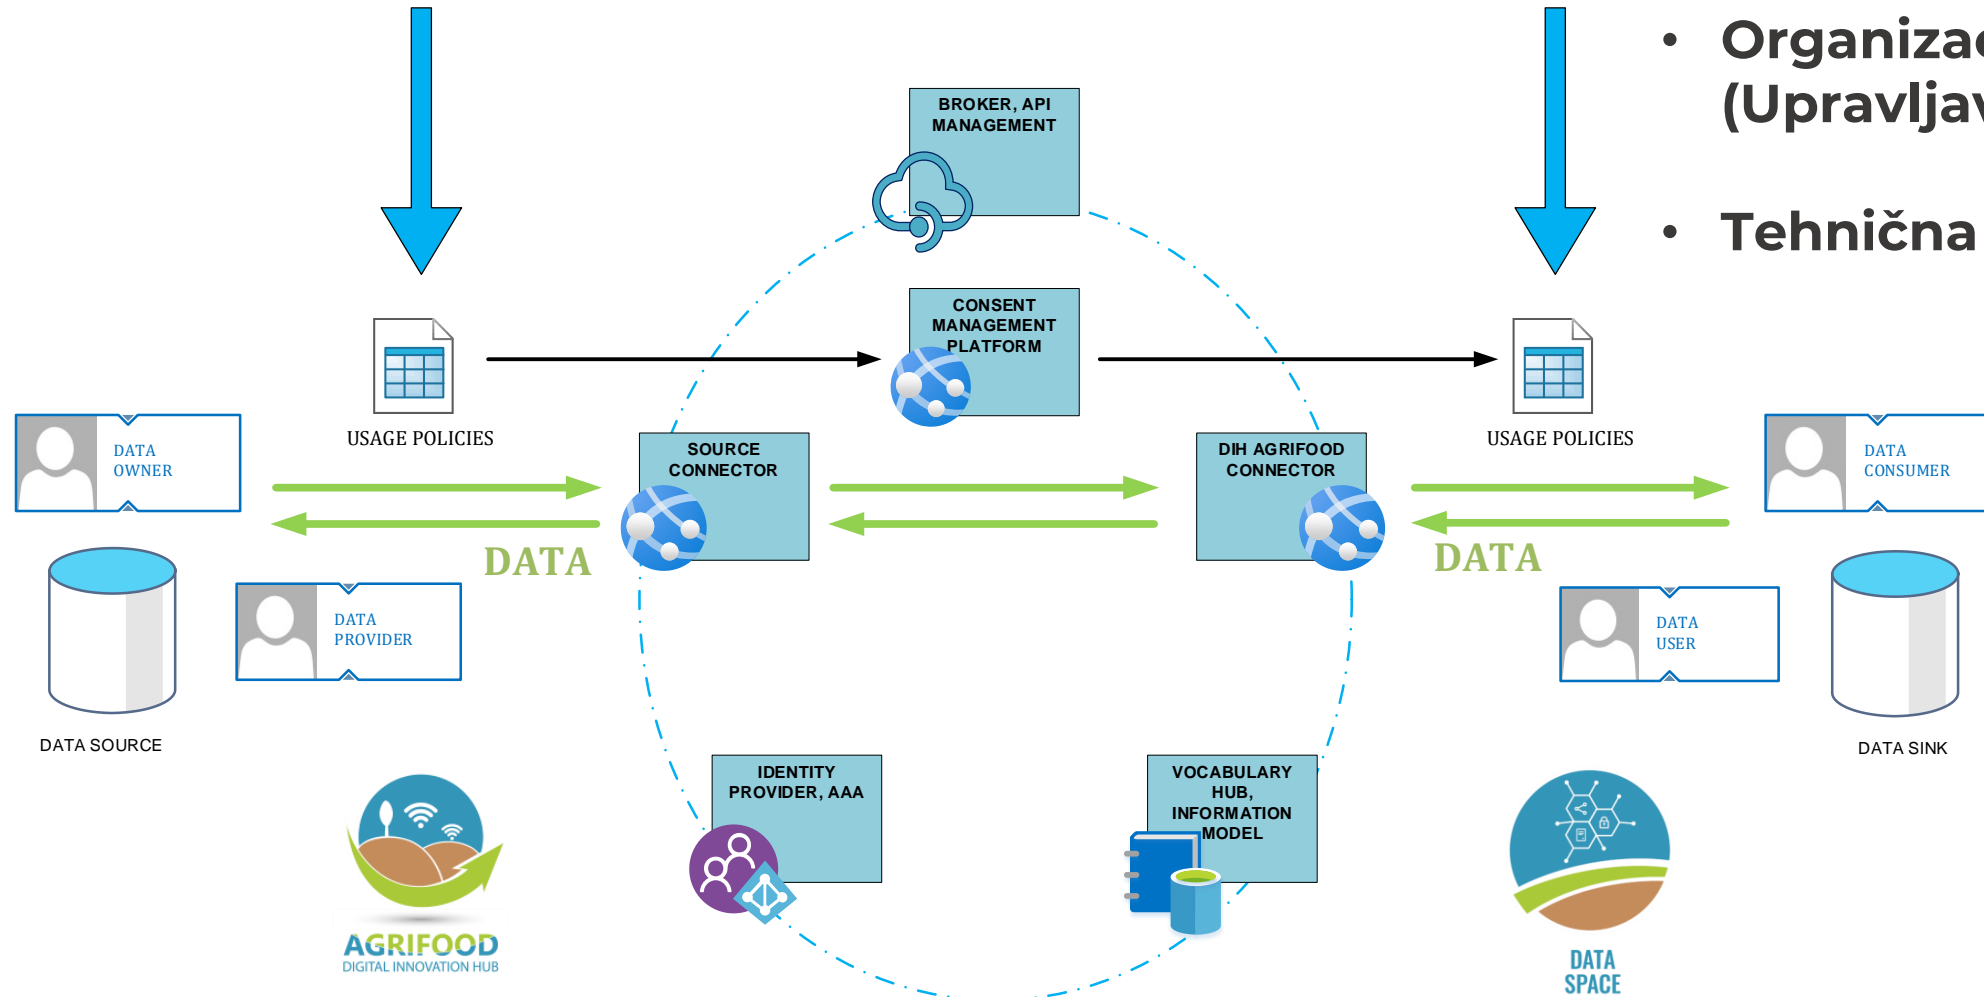 • Organizac
(Upravljav
• Tehnična
BROKER, API
MANAGEMENT
CONSENT
MANAGEMENT
PLATFORM
USAGE POLICIES
USAGE POLICIES
DATA
OWNER
SOURCE
CONNECTOR
DIH AGRIFOOD
CONNECTOR
DATA
CONSUMER
DATA
DATA
DATA
PROVIDER
DATA
USER
DATA SOURCE
DATA SINK
IDENTITY
PROVIDER, AAA
VOCABULARY
HUB,
INFORMATION
MODEL
AGRIFOOD
DIGITAL INNOVATION HUB
DATA
SPACE